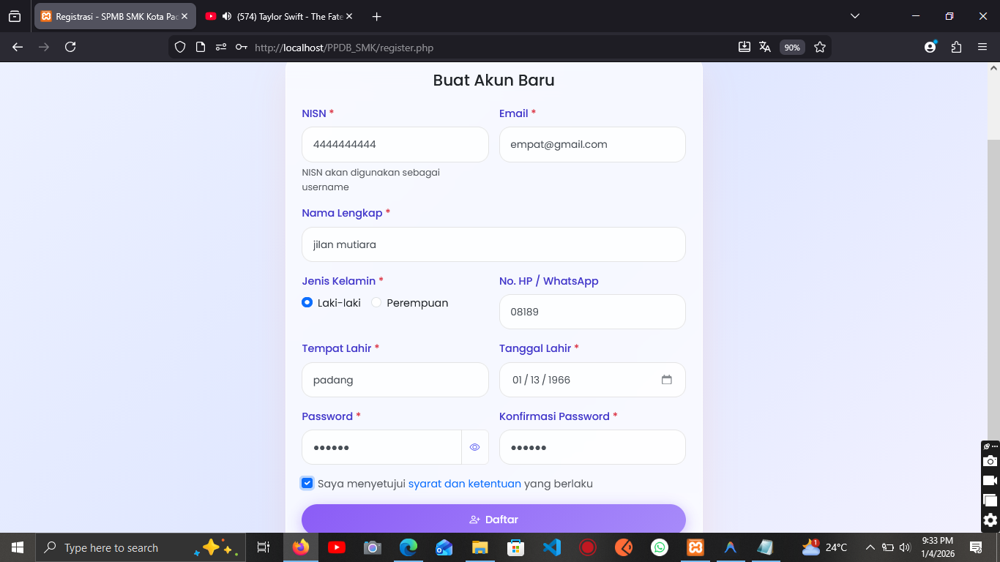 Registrasi - SPMB SMK Kota Pad
(574) Taylor Swift - The Fate
http://localhost/PPDB_SMK/register.php
90%
Buat Akun Baru
NISN *
Email *
4444444444
empat@gmail.com
NISN akan digunakan sebagai
username
Nama Lengkap *
jilan mutiara
Jenis Kelamin *
No. HP / WhatsApp
Laki-laki
Perempuan
08189
Tempat Lahir *
Tanggal Lahir *
padang
01 / 13 / 1966
Password *
Konfirmasi Password *
●●●●●●
●●●●●●
Saya menyetujui syarat dan ketentuan yang berlaku
Daftar
Type here to search
1
24°C
9:33 PM
1/4/2026